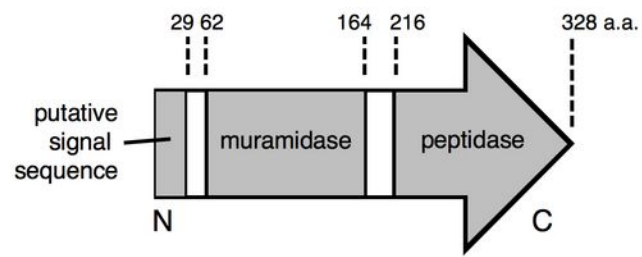 29 62 164 216 328 a.a.
putative
signal
sequence
muramidase
peptidase
N
C